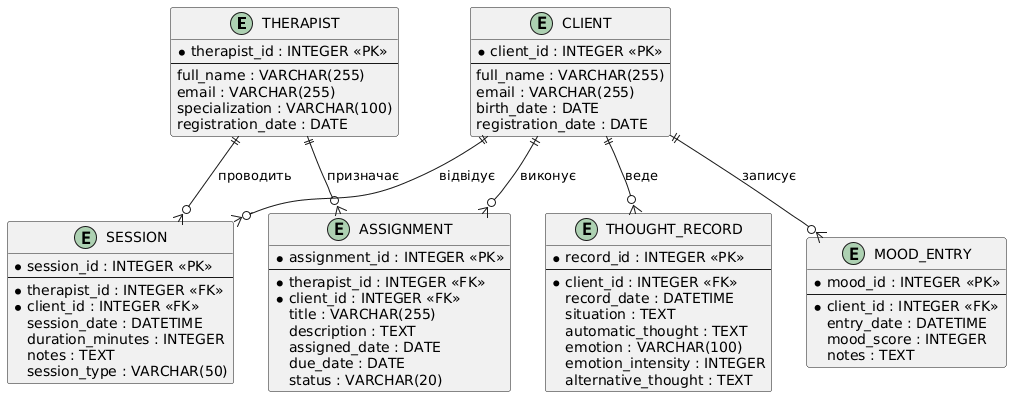 E THERAPIST
* therapist_id : INTEGER «PK»
full_name : VARCHAR(255)
email : VARCHAR(255)
specialization : VARCHAR(100)
registration_date : DATE
E CLIENT
* client_id : INTEGER «PK»
full_name : VARCHAR(255)
email : VARCHAR(255)
birth_date : DATE
registration_date : DATE
проводить
призначає
відвідує
виконує
веде
записує
E SESSION
* session_id : INTEGER «PK»
* therapist_id : INTEGER «FK»
* client_id : INTEGER «FK»
session_date : DATETIME
duration_minutes : INTEGER
notes : TEXT
session_type : VARCHAR(50)
E ASSIGNMENT
* assignment_id : INTEGER «PK»
* therapist_id : INTEGER «FK»
* client_id : INTEGER «FK»
title : VARCHAR(255)
description : TEXT
assigned_date : DATE
due_date : DATE
status : VARCHAR(20)
E THOUGHT_RECORD
* record_id : INTEGER «PK»
* client_id : INTEGER «FK»
record_date : DATETIME
situation : TEXT
automatic_thought : TEXT
emotion : VARCHAR(100)
emotion_intensity : INTEGER
alternative_thought : TEXT
E MOOD_ENTRY
* mood_id : INTEGER «PK»
* client_id : INTEGER «FK»
entry_date : DATETIME
mood_score : INTEGER
notes : TEXT